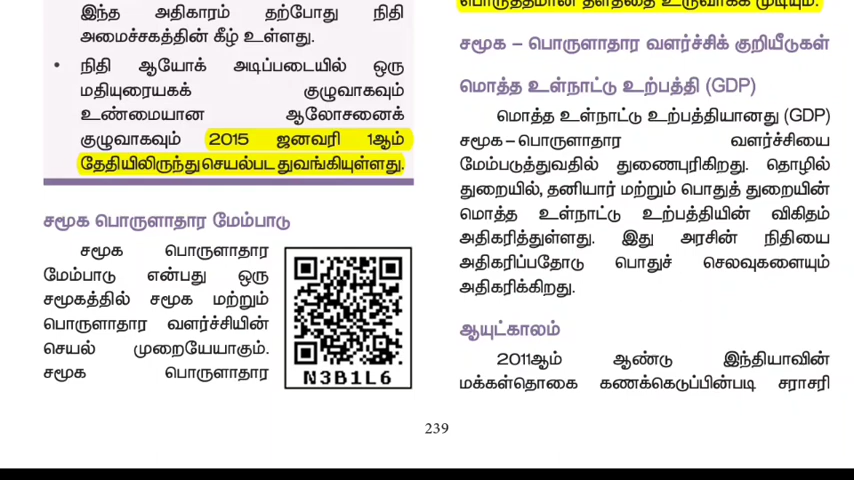 இந்த அதிகாரம் தற்போது நிதி
அமைச்சகத்தின் கீழ் உள்ளது.
• நிதி ஆயோக் அடிப்படையில் ஒரு
மதியுரையகக் குழுவாகவும்
உண்மையான ஆலோசனைக்
குழுவாகவும் 2015 ஜனவரி 1ஆம்
தேதியிலிருந்து செயல்பட துவங்கியுள்ளது.
சமூக பொருளாதார மேம்பாடு
சமூக பொருளாதார
மேம்பாடு என்பது ஒரு
சமூகத்தில் சமூக மற்றும்
பொருளாதார வளர்ச்சியின்
செயல் முறையேயாகும்.
சமூக பொருளாதார
N3B1L6
பொருத்தமான தளத்தை உருவாக்க முடியும்.
சமூக – பொருளாதார வளர்ச்சிக் குறியீடுகள்
மொத்த உள்நாட்டு உற்பத்தி (GDP)
மொத்த உள்நாட்டு உற்பத்தியானது (GDP)
சமூக – பொருளாதார வளர்ச்சியை
மேம்படுத்துவதில் துணைபுரிகிறது. தொழில்
துறையில், தனியார் மற்றும் பொதுத் துறையின்
மொத்த உள்நாட்டு உற்பத்தியின் விகிதம்
அதிகரித்துள்ளது. இது அரசின் நிதியை
அதிகரிப்பதோடு பொதுச் செலவுகளையும்
அதிகரிக்கிறது.
ஆயுட்காலம்
2011ஆம் ஆண்டு இந்தியாவின்
மக்கள்தொகை கணக்கெடுப்பின்படி சராசரி
239